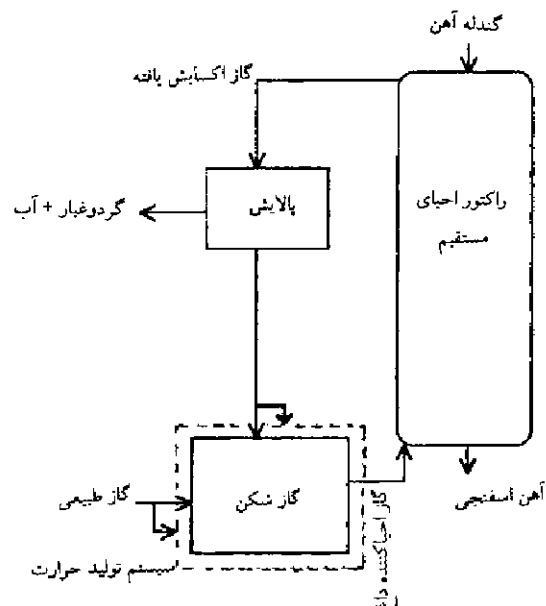 گندله آهن
گاز اکسایش یافته
پالایش
گردوغبار + آب
راکتور احیای
مستقیم
گاز طبیعی
گاز شکن
آهن اسفنجی
سیستم تولید حرارت
گاز احیاکننده